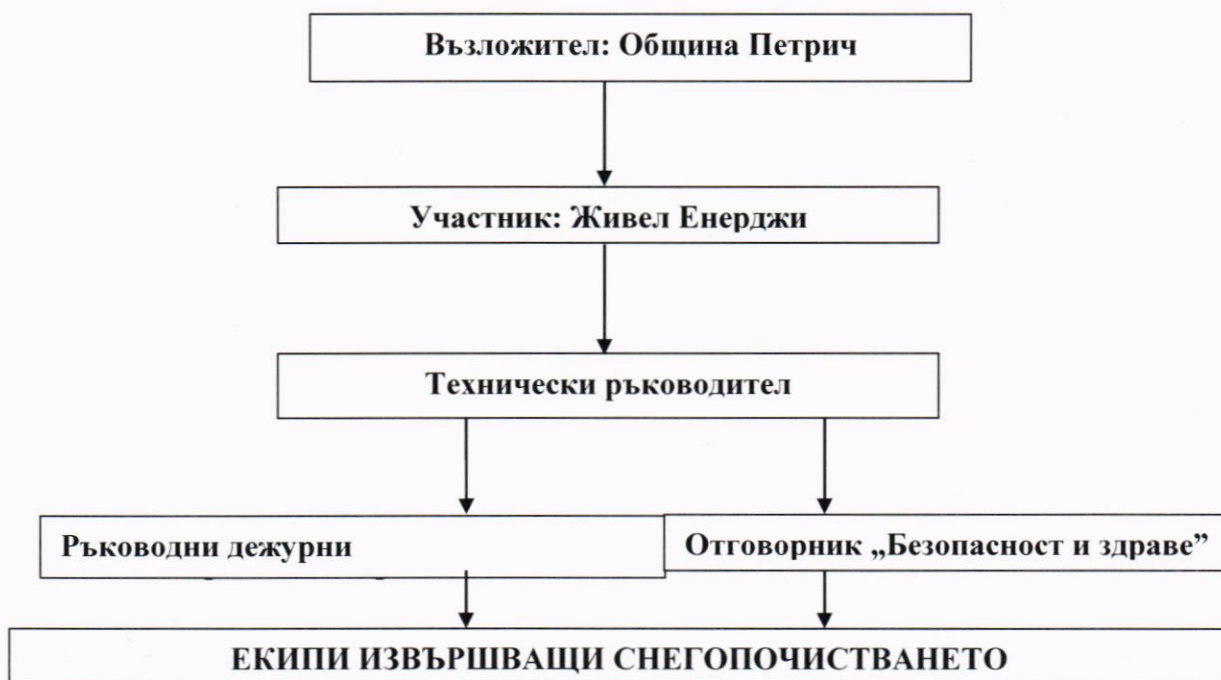 Възложител: Община Петрич
Участник: Живел Енерджи
Технически ръководител
Ръководни дежурни
Отговорник „Безопасност и здраве”
ЕКИПИ ИЗВЪРШВАЩИ СНЕГОПОЧИСТВАНЕТО